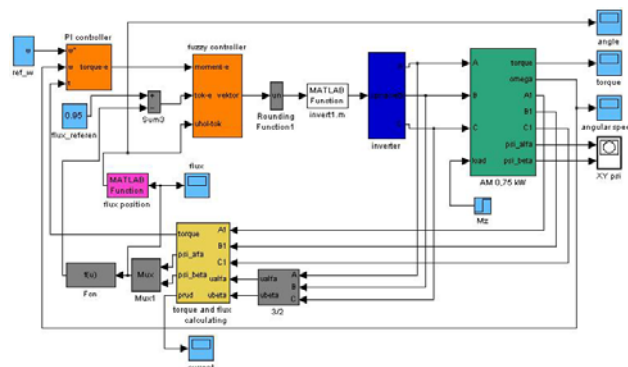 PI controller
e*
e
torque-e
t
e
ref_w
0.95
flux_referen
Sum3
fuzzy controller
moment-e
tok-e
vektor
uhol-tok
un
Rounding
Function1
MATLAB
Function
invert1.m
inverter
A
B
C
load
torque
omega
A1
B1
C1
psi_alfa
psi_beta
AM 0,75 kW
Mz
angle
torque
angular spee
XY psi
MATLAB
Function
flux position
flux
f(u)
Fcn
Mux
Mux1
torque
psi_alfa
psi_beta
prud
A1
B1
C1
ualfa
ubeta
torque and flux
calculating
ualfa
ubeta
A
B
C
3/2